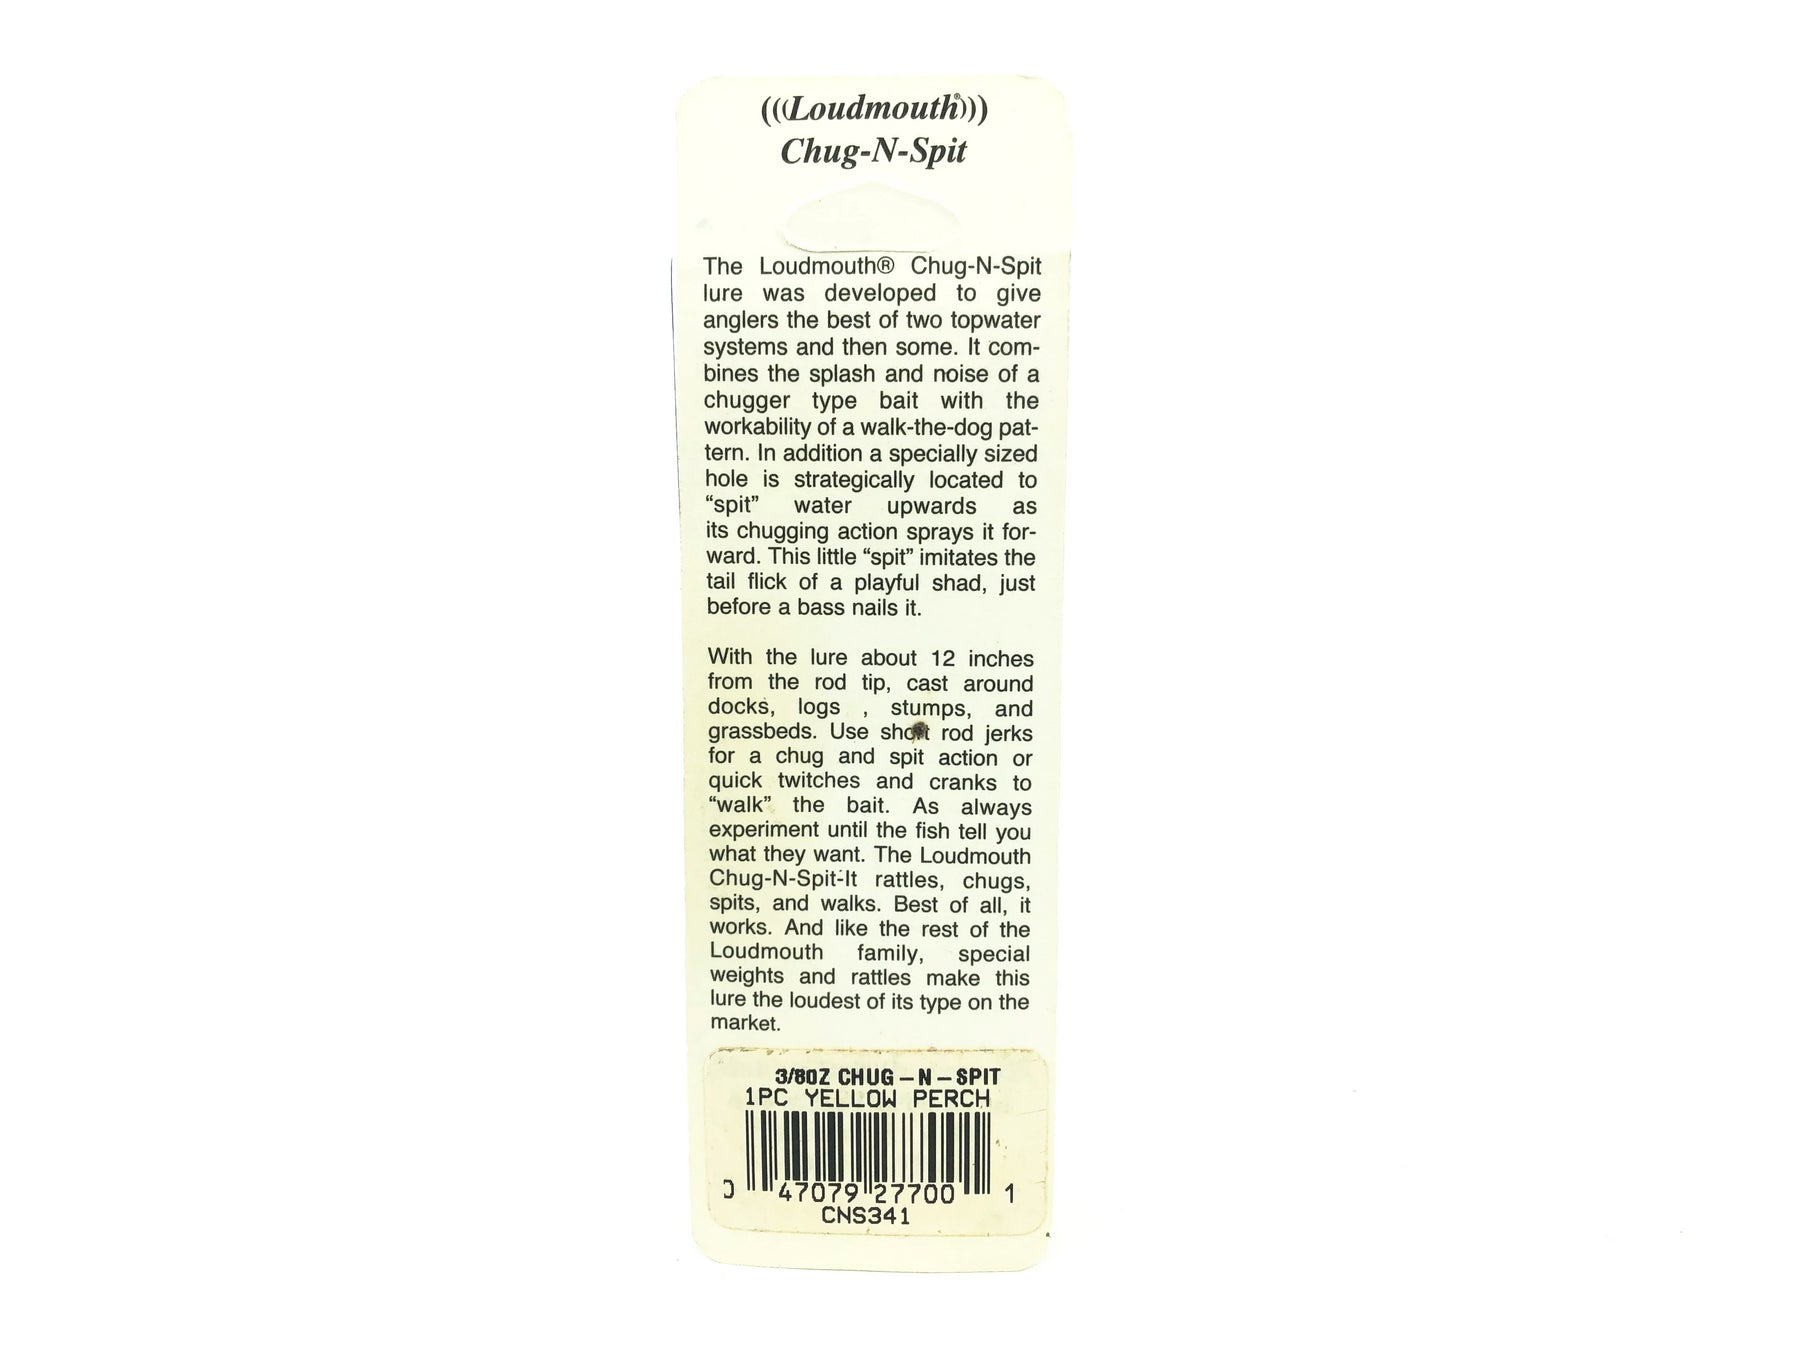 (((Loudmouth®)))
Chug-N-Spit
The Loudmouth® Chug-N-Spit
lure was developed to give
anglers the best of two topwater
systems and then some. It com-
bines the splash and noise of a
chugger type bait with the
workability of a walk-the-dog pat-
tern. In addition a specially sized
hole is strategically located to
“spit” water upwards as
its chugging action sprays it for-
ward. This little “spit” imitates the
tail flick of a playful shad, just
before a bass nails it.
With the lure about 12 inches
from the rod tip, cast around
docks, logs , stumps, and
grassbeds. Use short rod jerks
for a chug and spit action or
quick twitches and cranks to
“walk” the bait. As always
experiment until the fish tell you
what they want. The Loudmouth
Chug-N-Spit-It rattles, chugs,
spits, and walks. Best of all, it
works. And like the rest of the
Loudmouth family, special
weights and rattles make this
lure the loudest of its type on the
market.
3/8OZ CHUG-N-SPIT
1PC YELLOW PERCH
0 47079 27700 1
CNS341